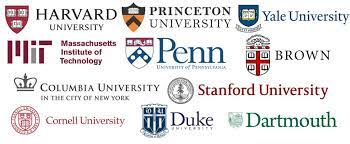 HARVARD
UNIVERSITY
PRINCETON
UNIVERSITY
Yale University
Massachusetts
Institute of
Technology
Penn
UNIVERSITY OF PENNSYLVANIA
BROWN
COLUMBIA UNIVERSITY
IN THE CITY OF NEW YORK
Stanford University
Cornell University
Duke
UNIVERSITY
Dartmouth